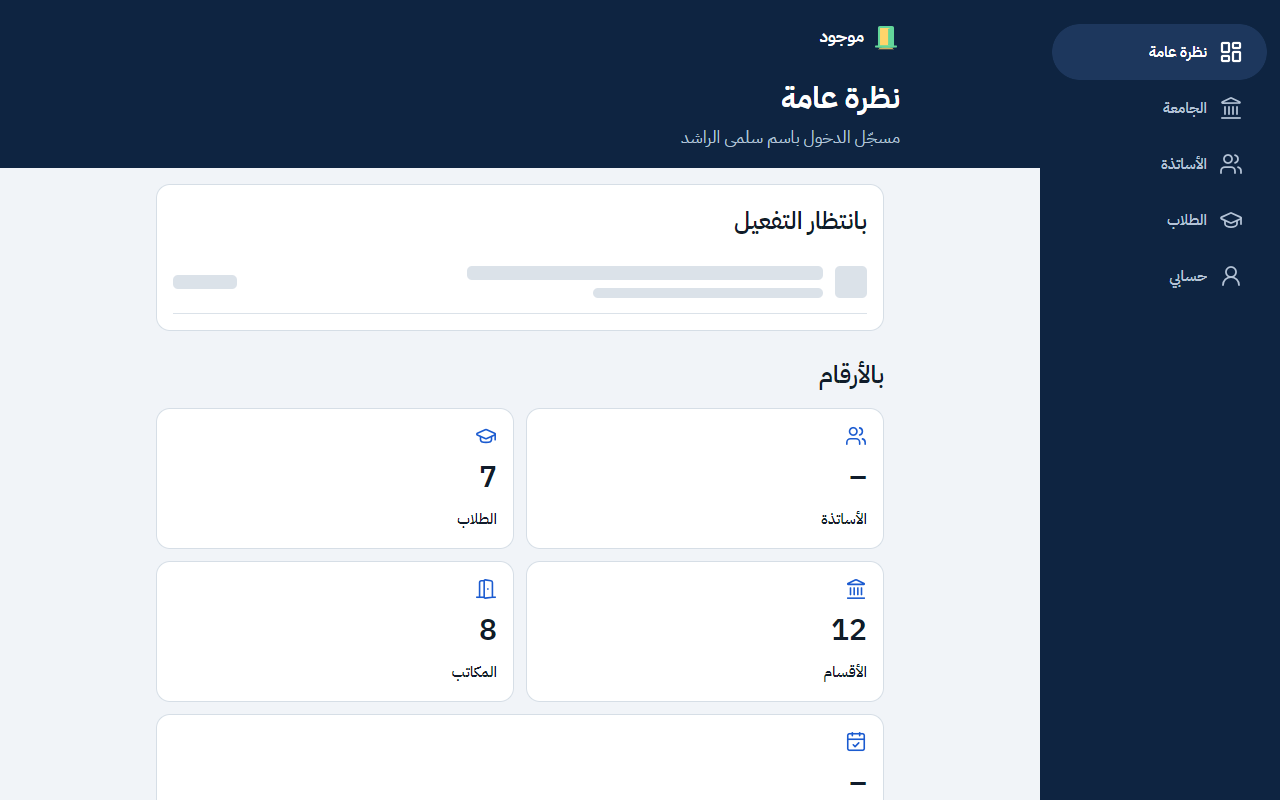 موجود
نظرة عامة
مسجّل الدخول باسم سلمى الراشد
نظرة عامة
الجامعة
الأساتذة
الطلاب
حسابي
بانتظار التفعيل
بالأرقام
–
الأساتذة
7
الطلاب
12
الأقسام
8
المكاتب
–